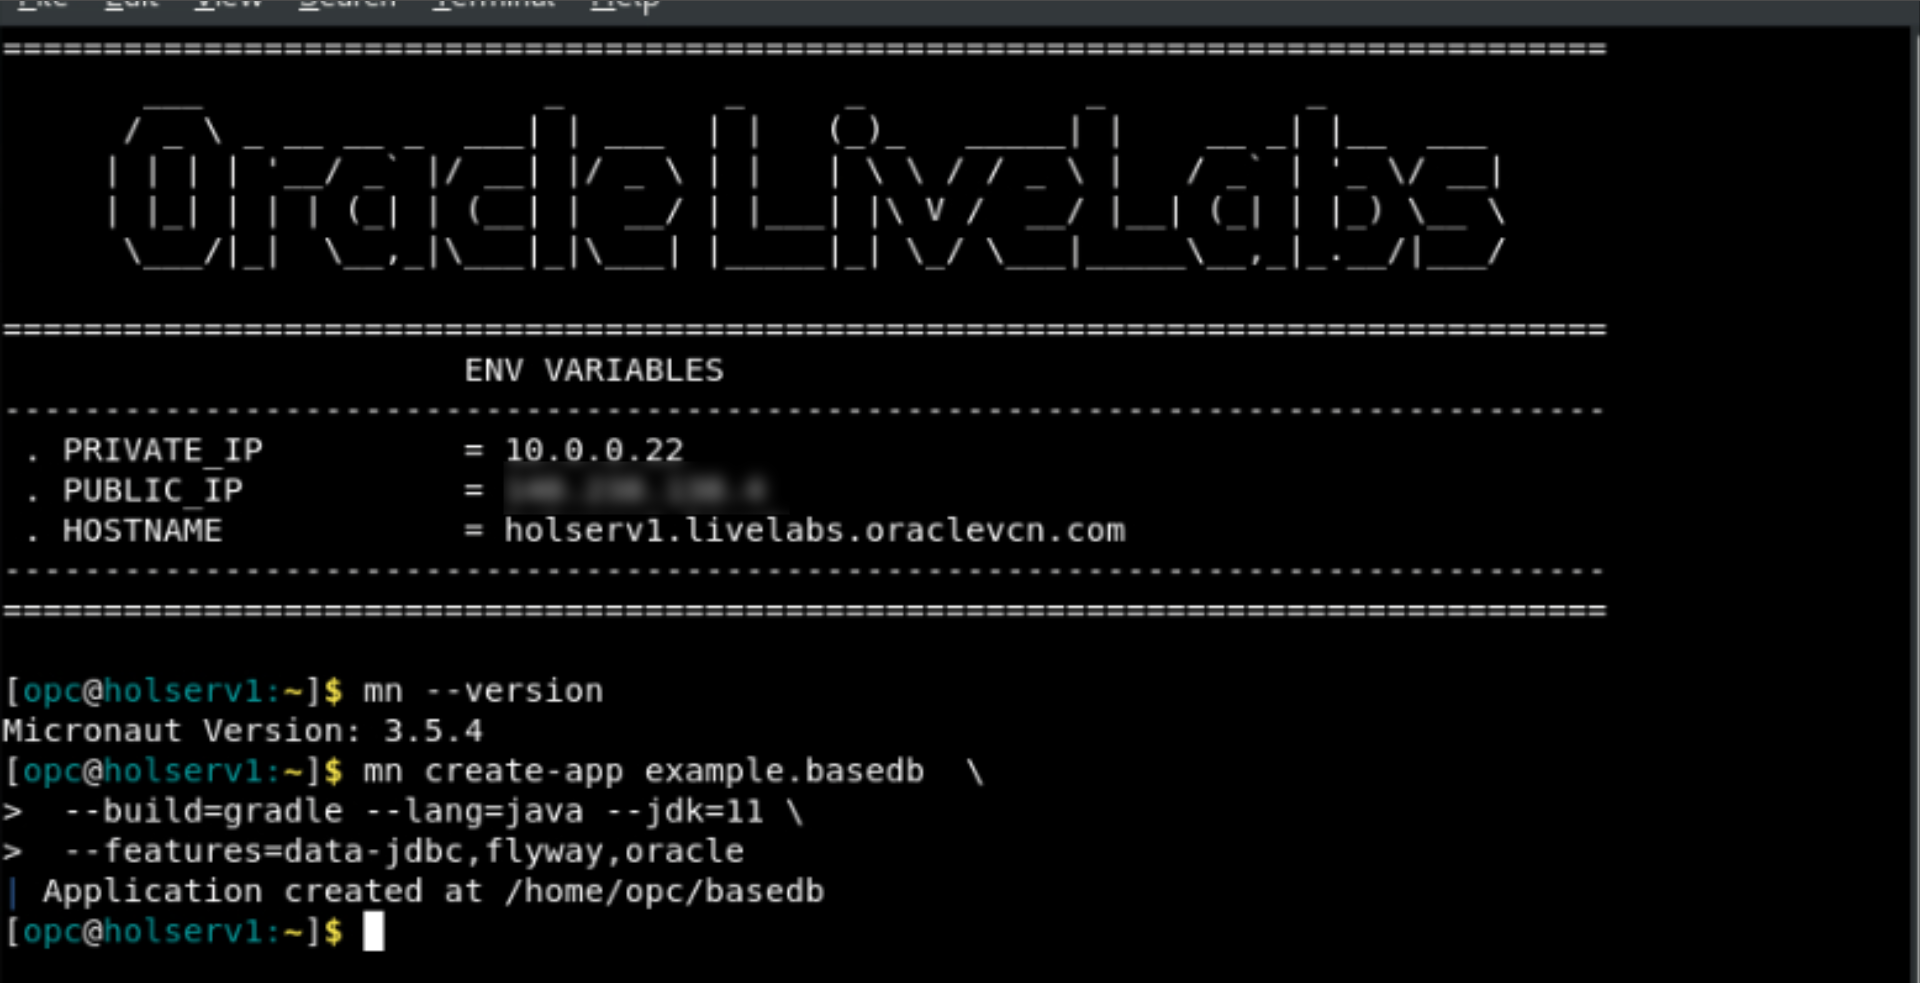 File Edit View Search Terminal Help
Oracle LiveLabs
ENV VARIABLES
. PRIVATE_IP = 10.0.0.22
. PUBLIC_IP =
. HOSTNAME = holserv1.livelabs.oraclevcn.com
[opc@holserv1:~]$ mn --version
Micronaut Version: 3.5.4
[opc@holserv1:~]$ mn create-app example.basedb \
> --build=gradle --lang=java --jdk=11 \
> --features=data-jdbc,flyway,oracle
| Application created at /home/opc/basedb
[opc@holserv1:~]$